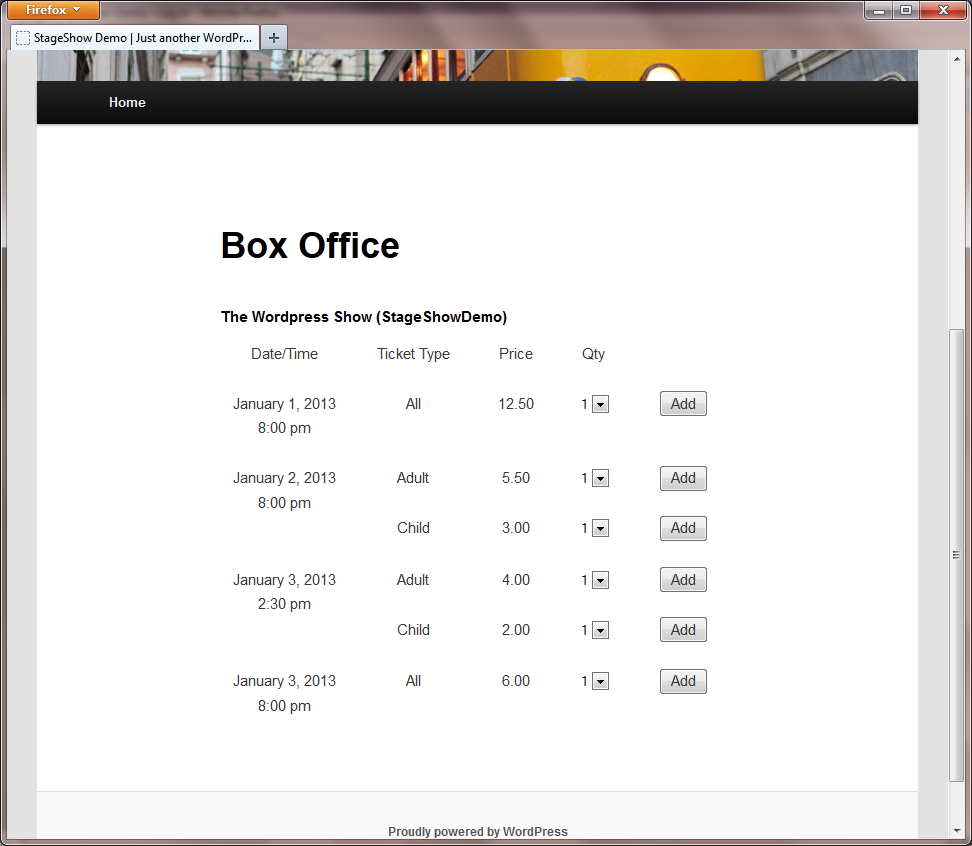 Firefox
StageShow Demo | Just another WordPr...
Home
Box Office
The Wordpress Show (StageShowDemo)
Date/Time Ticket Type Price Qty
January 1, 2013 All 12.50 1 Add
8:00 pm
January 2, 2013 Adult 5.50 1 Add
8:00 pm
Child 3.00 1 Add
January 3, 2013 Adult 4.00 1 Add
2:30 pm
Child 2.00 1 Add
January 3, 2013 All 6.00 1 Add
8:00 pm
Proudly powered by WordPress